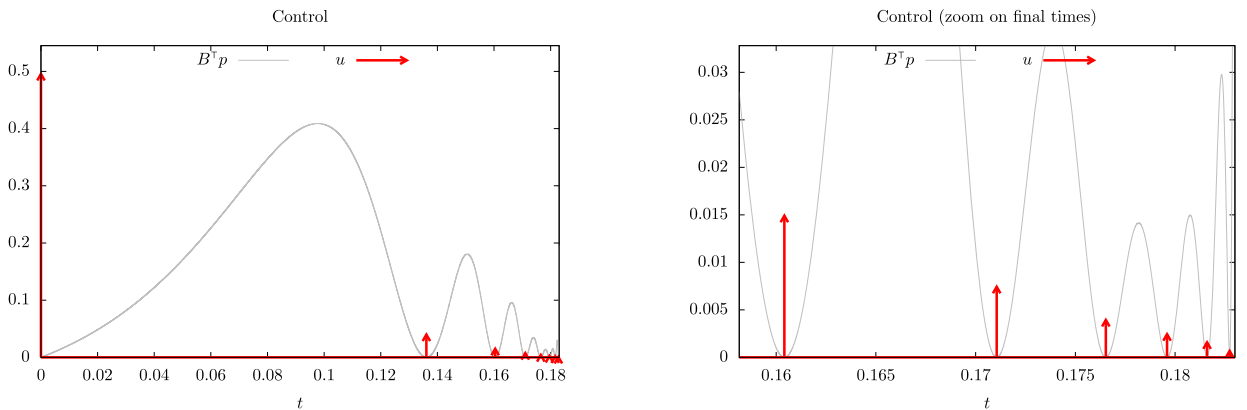 Control
B⊤p
u
0.5
0.4
0.3
0.2
0.1
0
0 0.02 0.04 0.06 0.08 0.1 0.12 0.14 0.16 0.18
t
Control (zoom on final times)
B⊤p
u
0.03
0.025
0.02
0.015
0.01
0.005
0
0.16 0.165 0.17 0.175 0.18
t